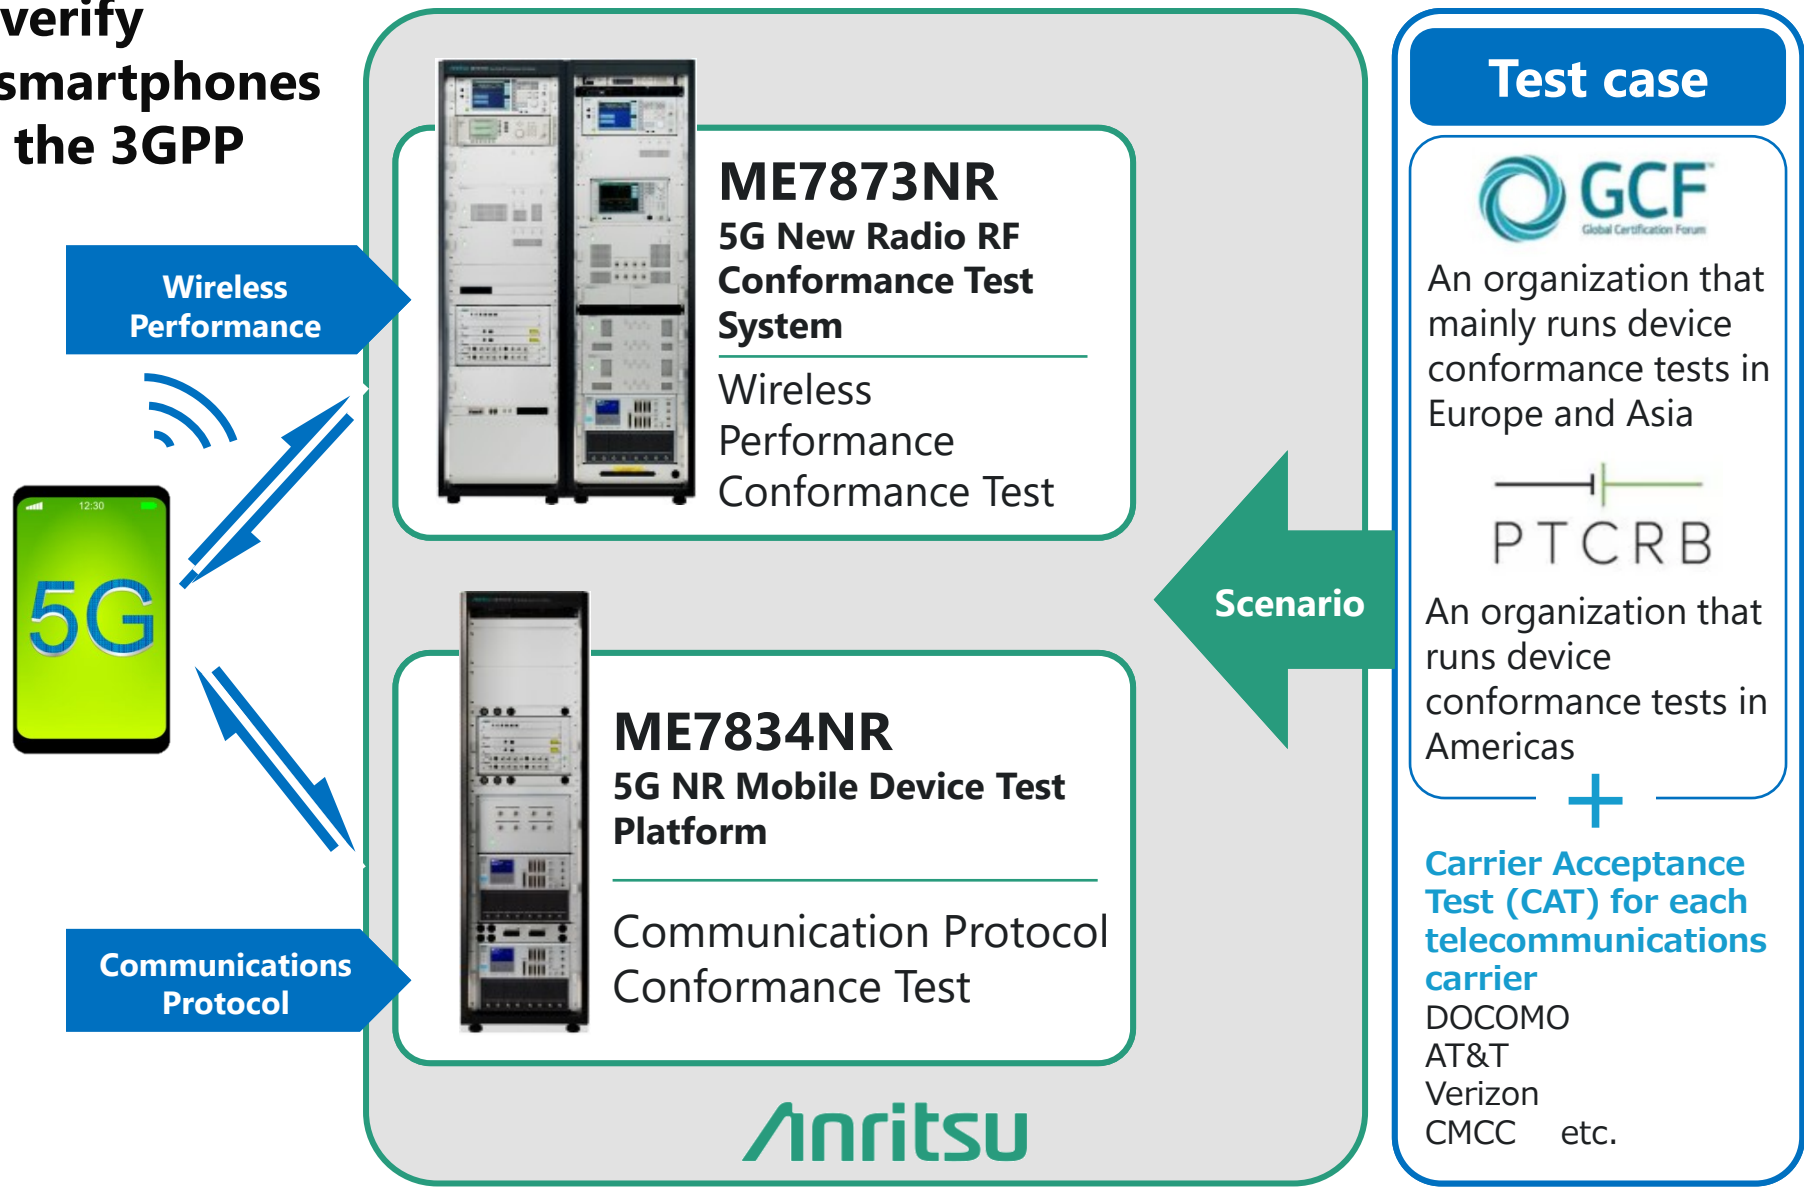 verify
smartphones
the 3GPP
Wireless
Performance
12:30
5G
Communications
Protocol
ME7873NR
5G New Radio RF
Conformance Test
System
Wireless
Performance
Conformance Test
ME7834NR
5G NR Mobile Device Test
Platform
Communication Protocol
Conformance Test
Anritsu
Scenario
Test case
GCF™
Global Certification Forum
An organization that
mainly runs device
conformance tests in
Europe and Asia
PTCRB
An organization that
runs device
conformance tests in
Americas
+
Carrier Acceptance
Test (CAT) for each
telecommunications
carrier
DOCOMO
AT&T
Verizon
CMCC etc.